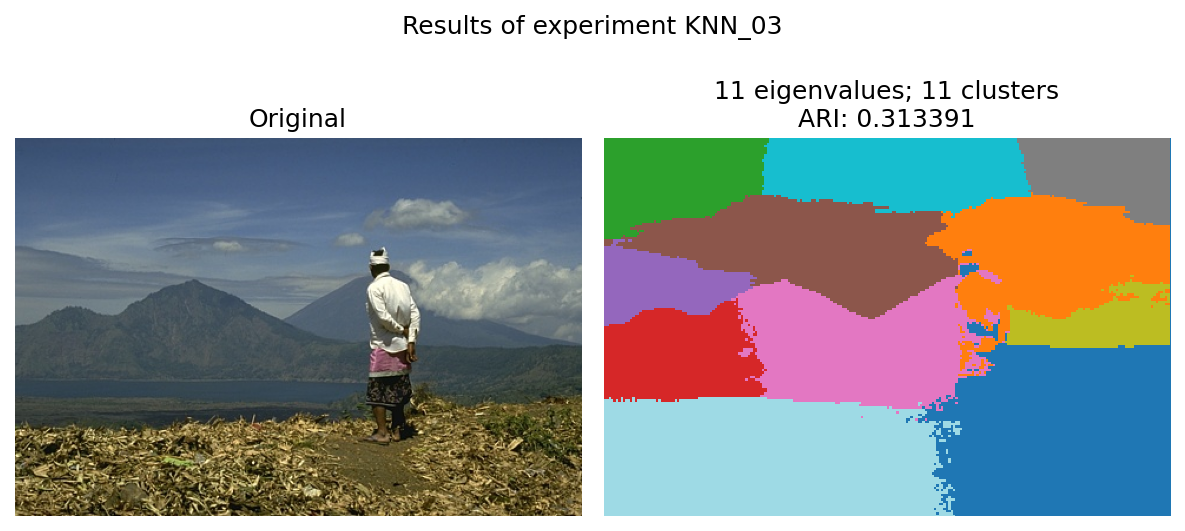 Results of experiment KNN_03
Original
11 eigenvalues; 11 clusters
ARI: 0.313391